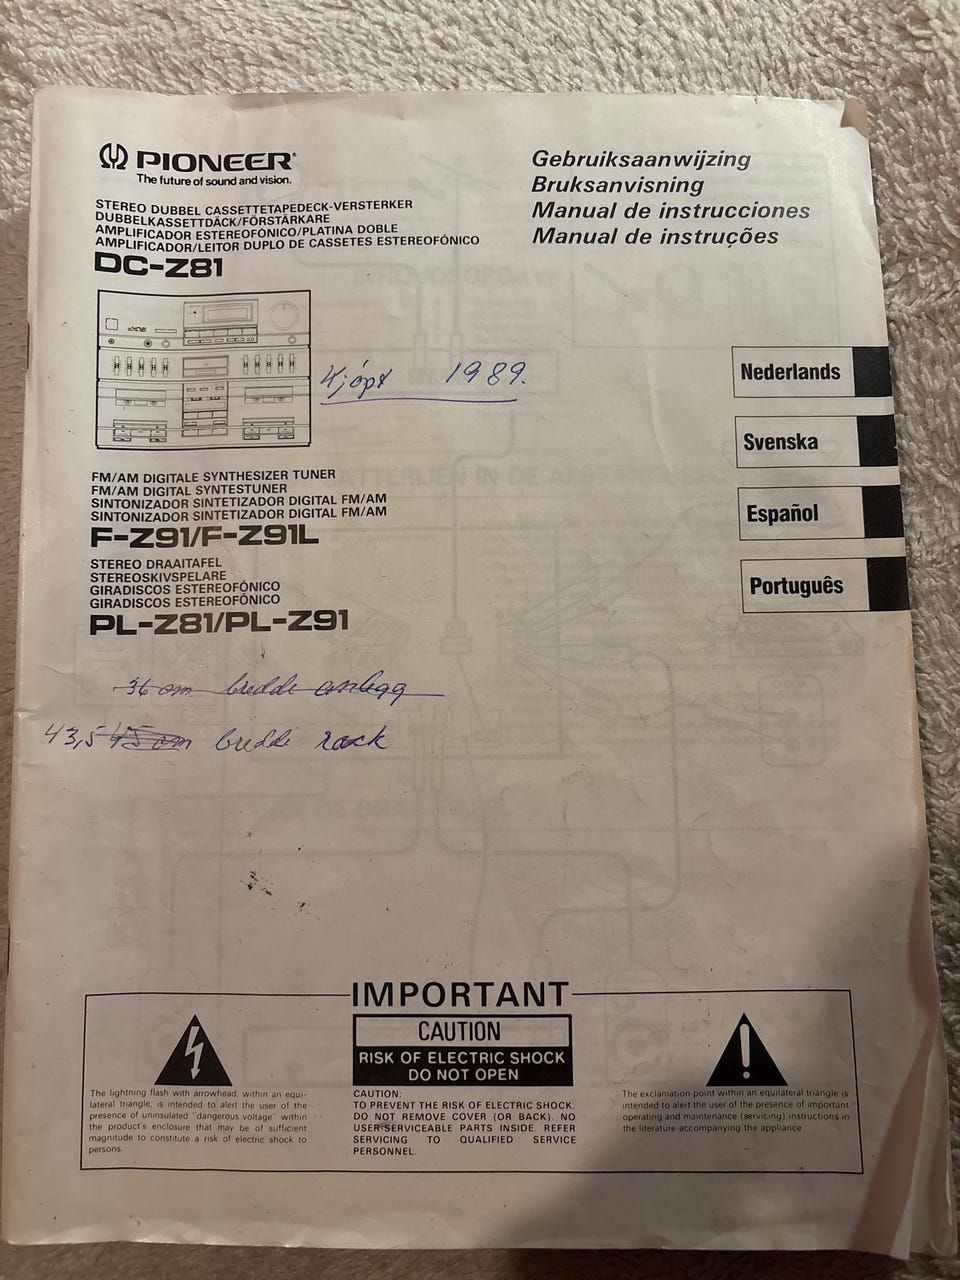 PIONEER®
The future of sound and vision.
Gebruiksaanwijzing
Bruksanvisning
Manual de instrucciones
Manual de instruções
STEREO DUBBEL CASSETTETAPEDECK-VERSTERKER
DUBBELKASSETTDÄCK/FÖRSTÄRKARE
AMPLIFICADOR ESTEREOFÓNICO/PLATINA DOBLE
AMPLIFICADOR/LEITOR DUPLO DE CASSETES ESTEREOFÓNICO
DC-Z81
kjópt 1989.
Nederlands
Svenska
Español
Português
FM/AM DIGITALE SYNTHESIZER TUNER
FM/AM DIGITAL SYNTESTUNER
SINTONIZADOR SINTETIZADOR DIGITAL FM/AM
SINTONIZADOR SINTETIZADOR DIGITAL FM/AM
F-Z91/F-Z91L
STEREO DRAAITAFEL
STEREOSKIVSPELARE
GIRADISCOS ESTEREOFÓNICO
GIRADISCOS ESTEREOFÓNICO
PL-Z81/PL-Z91
36 cm bredde anlegg
43,5 45 cm bredde rack
IMPORTANT
CAUTION
RISK OF ELECTRIC SHOCK
DO NOT OPEN
The lightning flash with arrowhead, within an equi-
lateral triangle, is intended to alert the user of the
presence of uninsulated "dangerous voltage" within
the product's enclosure that may be of sufficient
magnitude to constitute a risk of electric shock to
persons.
CAUTION:
TO PREVENT THE RISK OF ELECTRIC SHOCK,
DO NOT REMOVE COVER (OR BACK). NO
USER-SERVICEABLE PARTS INSIDE. REFER
SERVICING TO QUALIFIED SERVICE
PERSONNEL.
The exclamation point within an equilateral triangle is
intended to alert the user of the presence of important
operating and maintenance (servicing) instructions in
the literature accompanying the appliance.